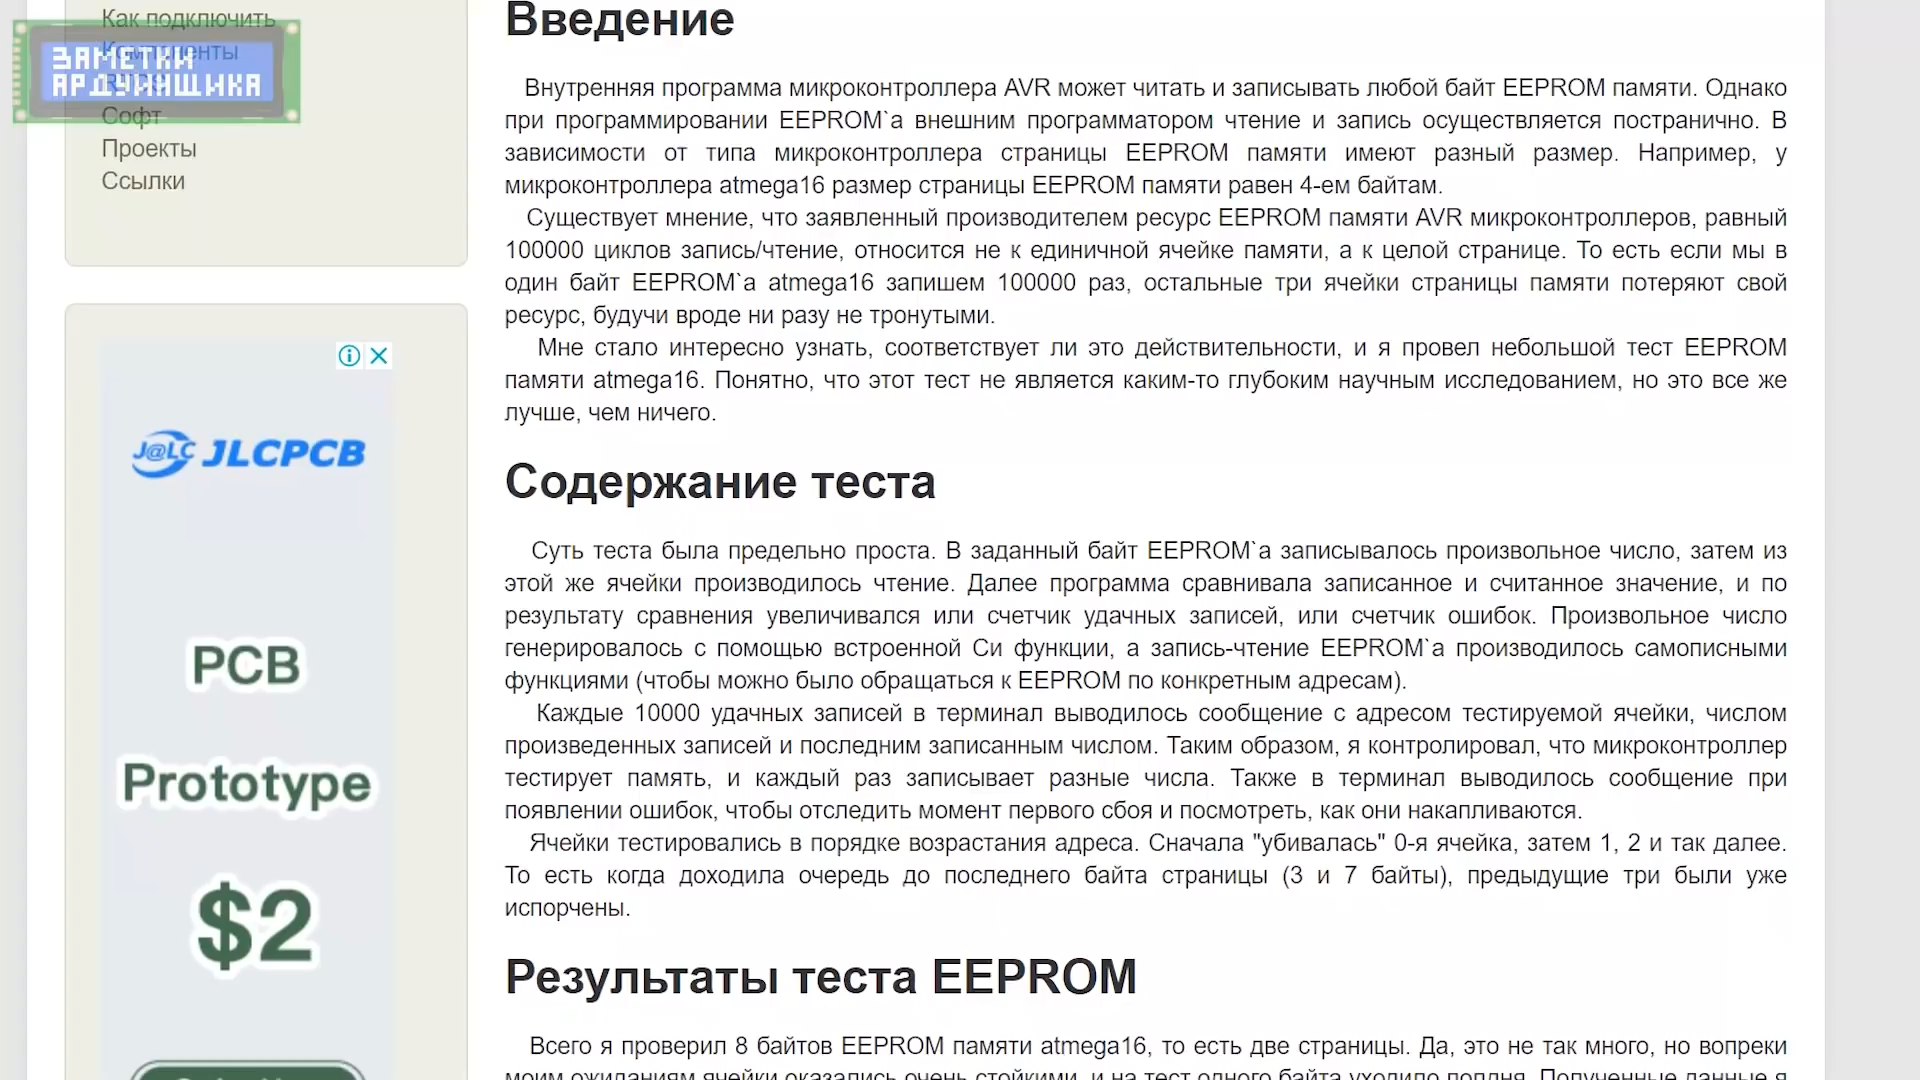 Как подключить
Компоненты
ЗАМЕТКИ
АРДУИНЩИКА
Софт
Проекты
Ссылки
JLCPCB
PCB
Prototype
$2
Введение
Внутренняя программа микроконтроллера AVR может читать и записывать любой байт EEPROM памяти. Однако
при программировании EEPROM`а внешним программатором чтение и запись осуществляется постранично. В
зависимости от типа микроконтроллера страницы EEPROM памяти имеют разный размер. Например, у
микроконтроллера atmega16 размер страницы EEPROM памяти равен 4-ем байтам.
Существует мнение, что заявленный производителем ресурс EEPROM памяти AVR микроконтроллеров, равный
100000 циклов запись/чтение, относится не к единичной ячейке памяти, а к целой странице. То есть если мы в
один байт EEPROM`а atmega16 запишем 100000 раз, остальные три ячейки страницы памяти потеряют свой
ресурс, будучи вроде ни разу не тронутыми.
Мне стало интересно узнать, соответствует ли это действительности, и я провел небольшой тест EEPROM
памяти atmega16. Понятно, что этот тест не является каким-то глубоким научным исследованием, но это все же
лучше, чем ничего.
Содержание теста
Суть теста была предельно проста. В заданный байт EEPROM`а записывалось произвольное число, затем из
этой же ячейки производилось чтение. Далее программа сравнивала записанное и считанное значение, и по
результату сравнения увеличивался или счетчик удачных записей, или счетчик ошибок. Произвольное число
генерировалось с помощью встроенной Си функции, а запись-чтение EEPROM`а производилось самописными
функциями (чтобы можно было обращаться к EEPROM по конкретным адресам).
Каждые 10000 удачных записей в терминал выводилось сообщение с адресом тестируемой ячейки, числом
произведенных записей и последним записанным числом. Таким образом, я контролировал, что микроконтроллер
тестирует память, и каждый раз записывает разные числа. Также в терминал выводилось сообщение при
появлении ошибок, чтобы отследить момент первого сбоя и посмотреть, как они накапливаются.
Ячейки тестировались в порядке возрастания адреса. Сначала "убивалась" 0-я ячейка, затем 1, 2 и так далее.
То есть когда доходила очередь до последнего байта страницы (3 и 7 байты), предыдущие три были уже
испорчены.
Результаты теста EEPROM
Всего я проверил 8 байтов EEPROM памяти atmega16, то есть две страницы. Да, это не так много, но вопреки
моим ожиданиям ячейки оказались очень стойкими, и на тест одного байта уходило полдня. Полученные данные я